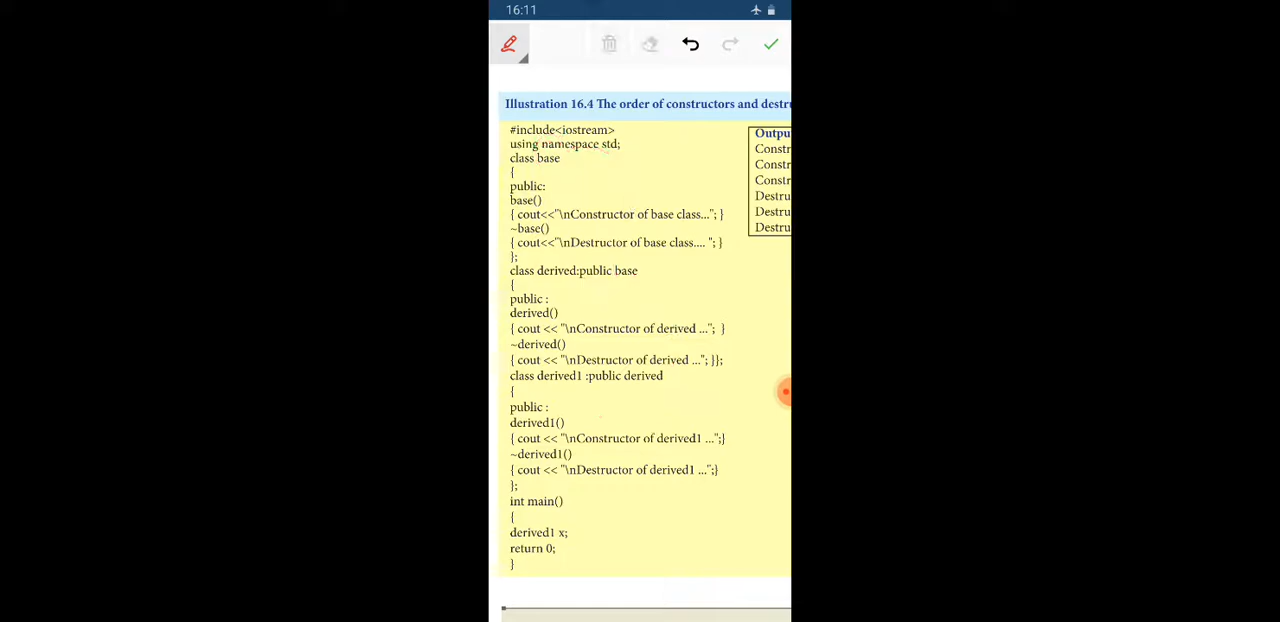 16:11
Illustration 16.4 The order of constructors and
#include<iostream>
using namespace std;
class base
{
public:
base()
{ cout<<"\nConstructor of base class..."; }
~base()
{ cout<<"\nDestructor of base class.... "; }
};
class derived:public base
{
public :
derived()
{ cout << "\nConstructor of derived ..."; }
~derived()
{ cout << "\nDestructor of derived ..."; }};
class derived1 :public derived
{
public :
derived1()
{ cout << "\nConstructor of derived1 ...";}
~derived1()
{ cout << "\nDestructor of derived1 ...";}
};
int main()
{
derived1 x;
return 0;
}
Outpu
Constr
Constr
Constr
Destru
Destru
Destru